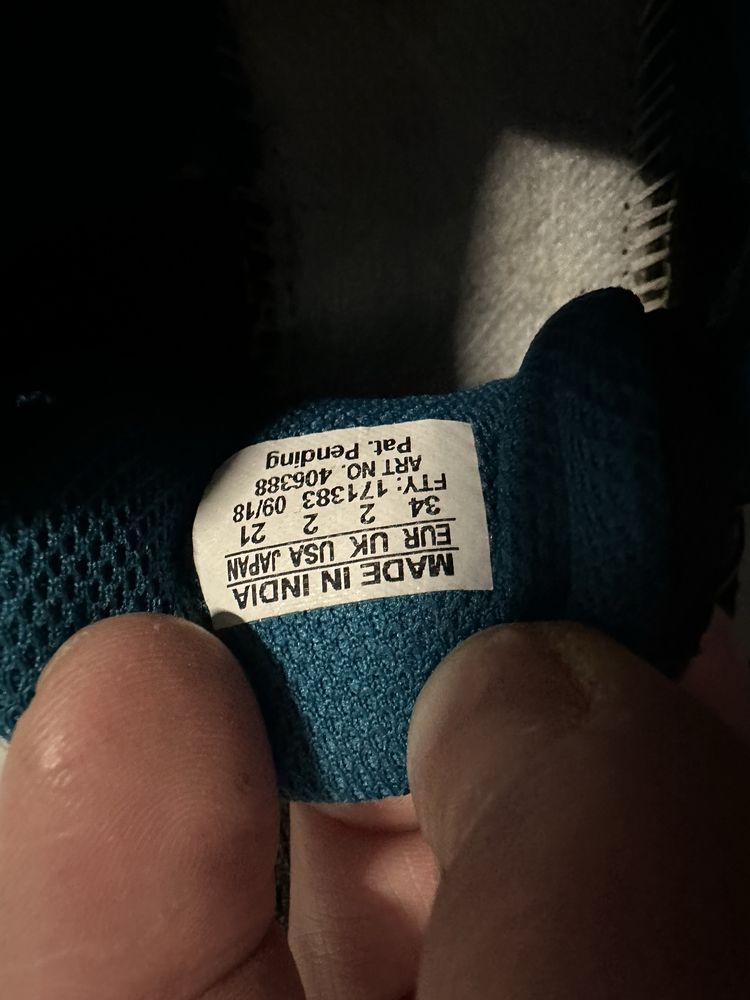 MADE IN INDIA
EUR UK USA JAPAN
34 2 2 21
FTY: 171383 09/18
ART NO. 406388
Pat. Pending